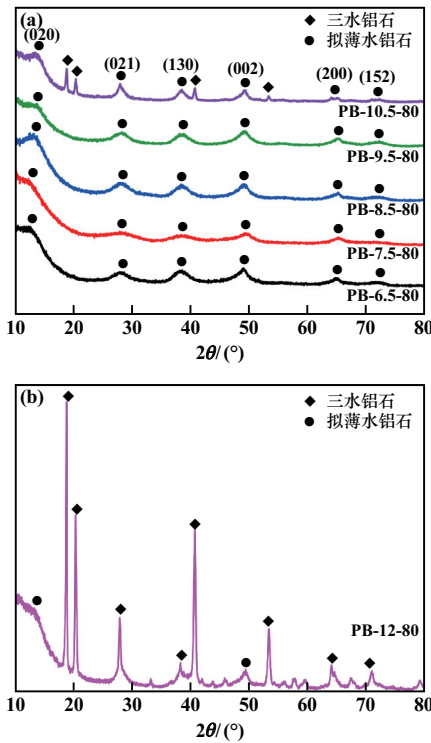 (a)
◆ 三水铝石
● 拟薄水铝石
(020)
(021)
(130)
(002)
(200)
(152)
PB-10.5-80
PB-9.5-80
PB-8.5-80
PB-7.5-80
PB-6.5-80
10 20 30 40 50 60 70 80
2θ/(°)
(b)
◆ 三水铝石
● 拟薄水铝石
PB-12-80
10 20 30 40 50 60 70 80
2θ/(°)